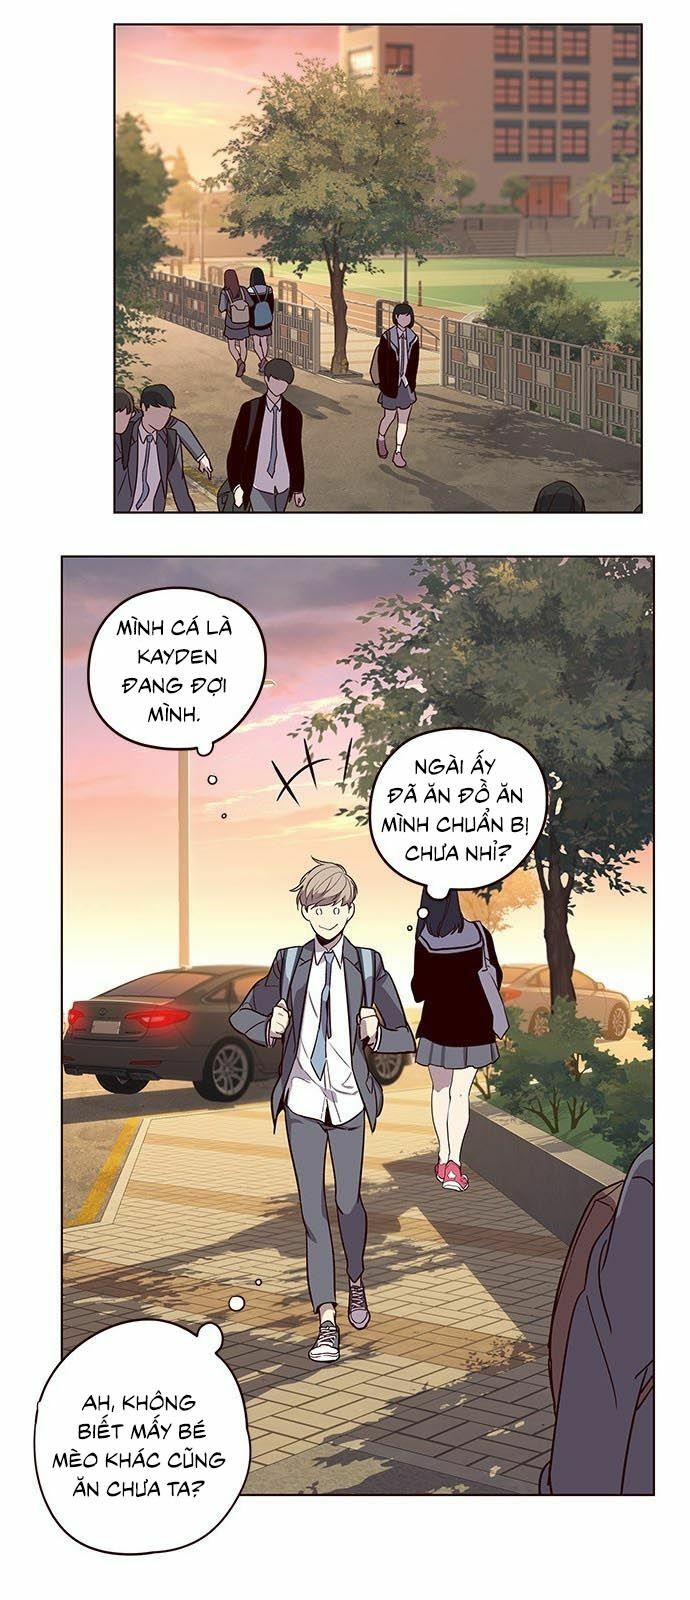 MÌNH CÁ LÀ
KAYDEN
ĐANG ĐỢI
MÌNH.
NGÀI ẤY
ĐÃ ĂN ĐỒ ĂN
MÌNH CHUẨN BỊ
CHƯA NHỈ?
AH, KHÔNG
BIẾT MẤY BÉ
MÈO KHÁC CŨNG
ĂN CHƯA TA?